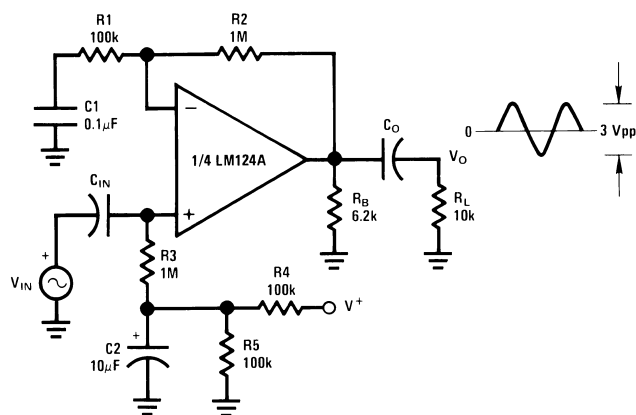 R1
100k
R2
1M
C1
0.1μF
−
1/4 LM124A
+
CIN
VIN
+
R3
1M
CO
VO
RB
6.2k
RL
10k
0
3 Vpp
R4
100k
V+
+
C2
10μF
R5
100k